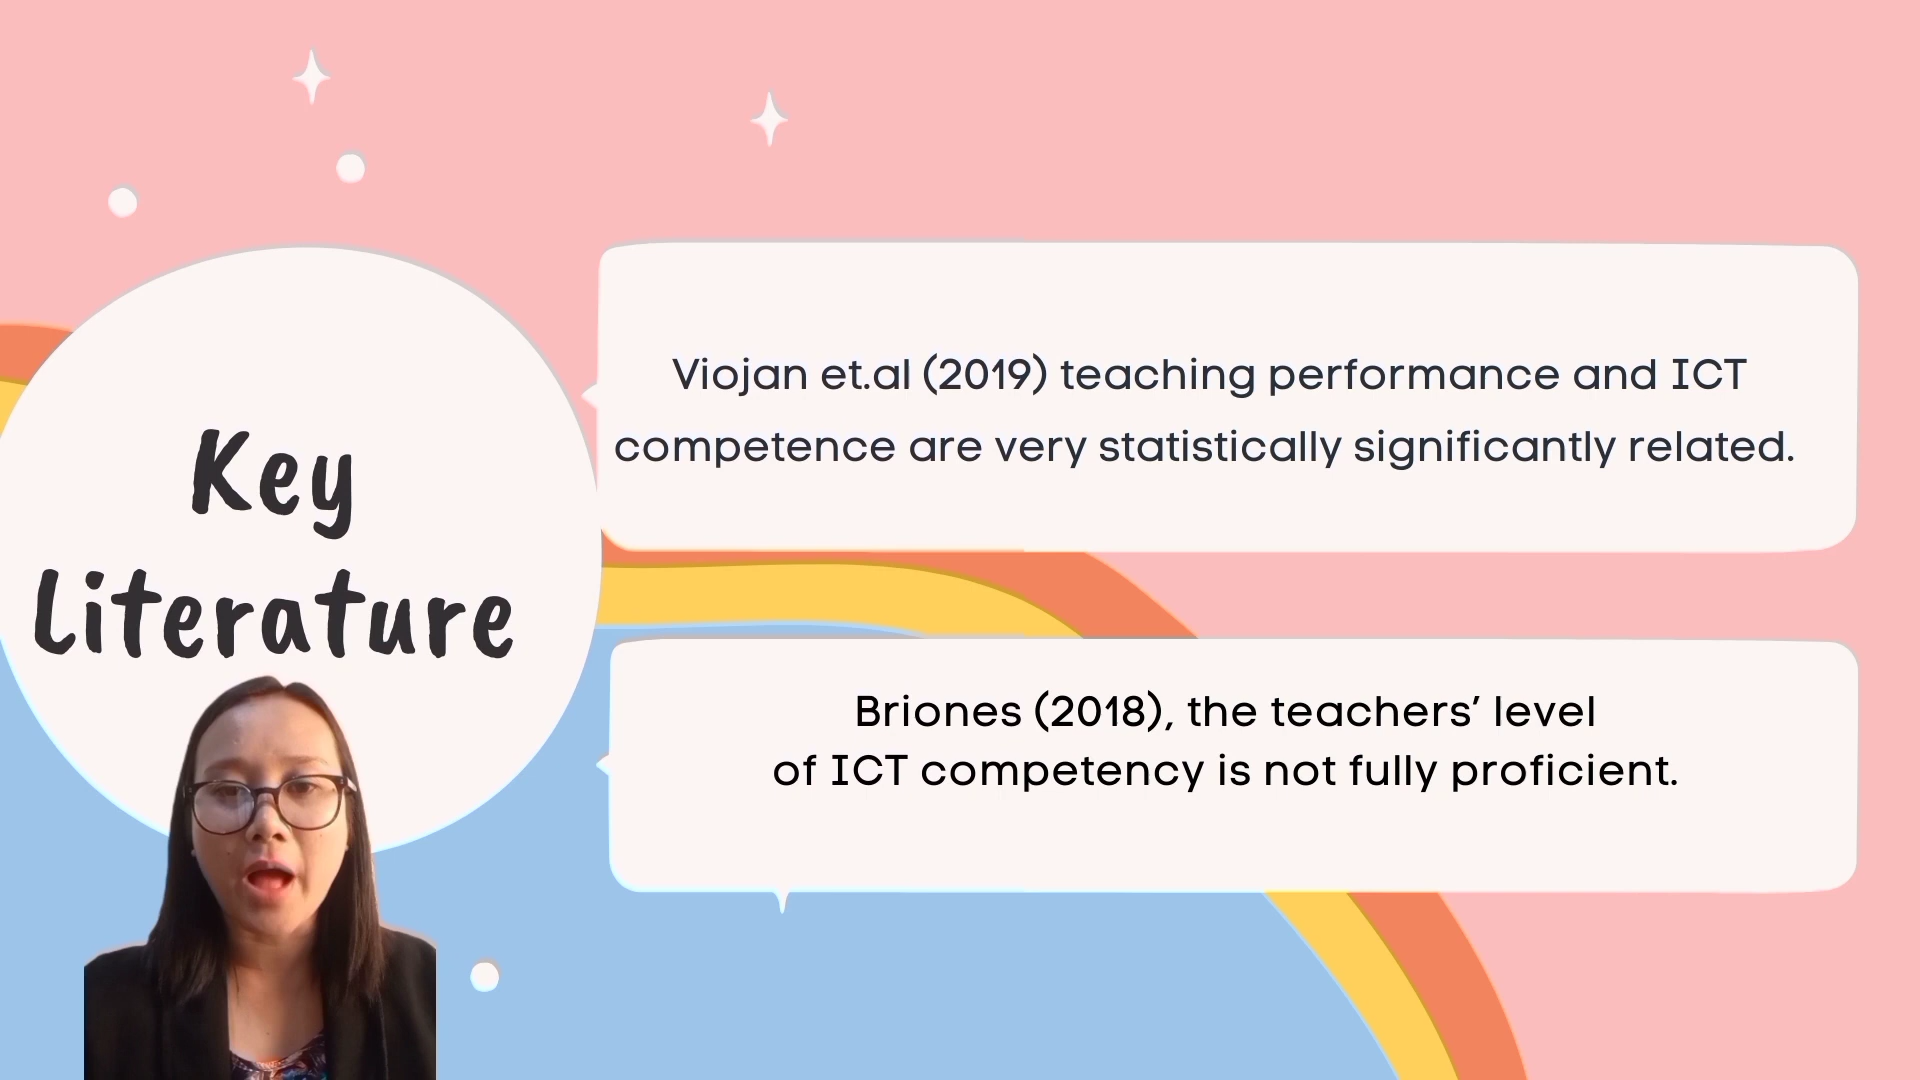 Key
Literature
Viojan et.al (2019) teaching performance and ICT
competence are very statistically significantly related.
Briones (2018), the teachers’ level
of ICT competency is not fully proficient.